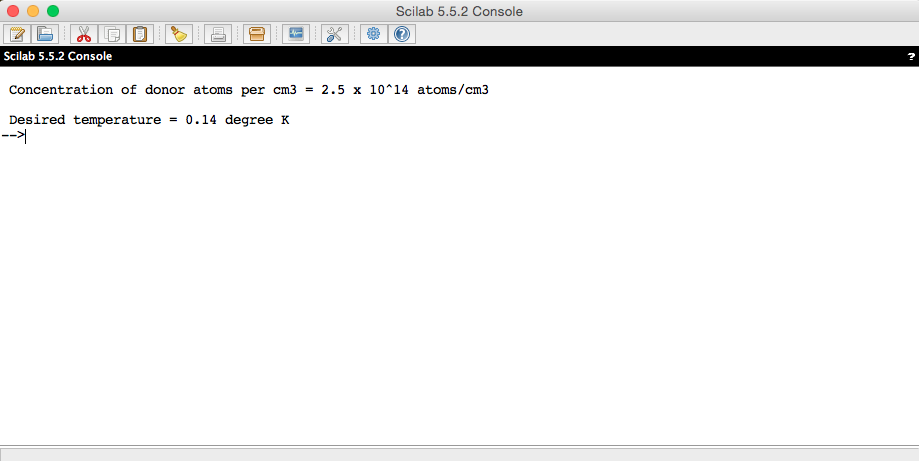 Scilab 5.5.2 Console
Scilab 5.5.2 Console ?
Concentration of donor atoms per cm3 = 2.5 x 10^14 atoms/cm3
Desired temperature = 0.14 degree K
-->